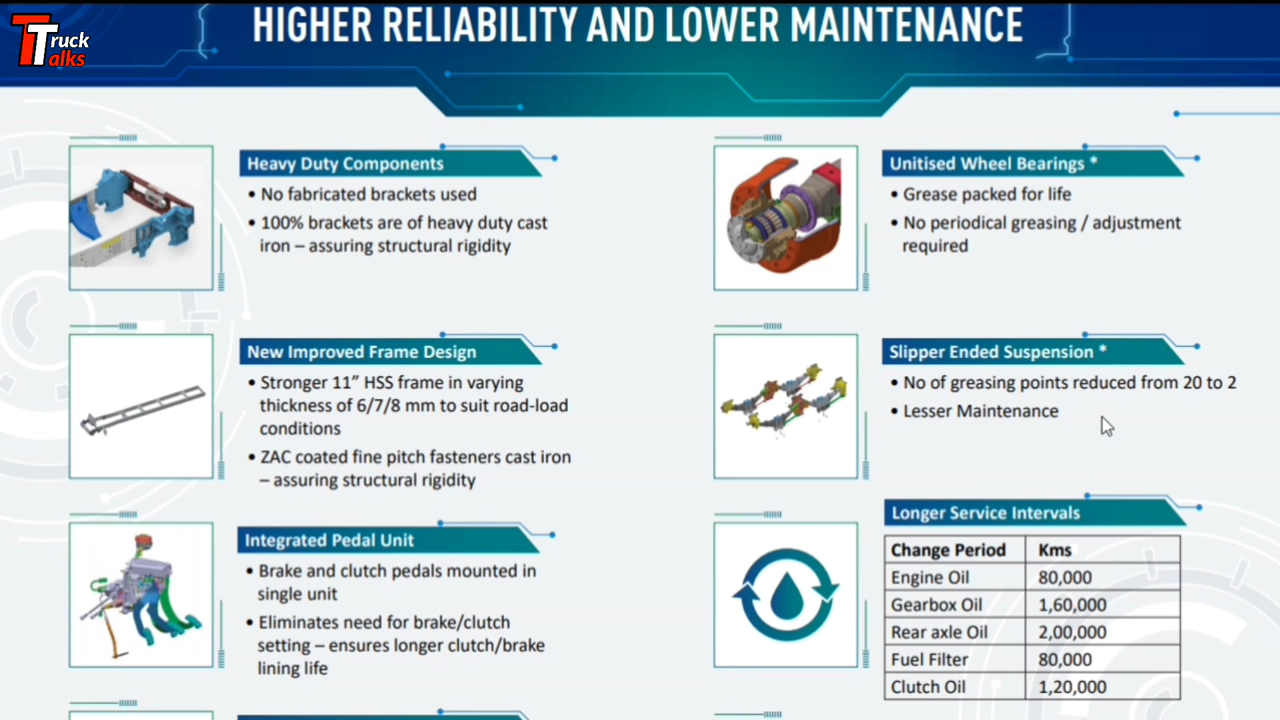 HIGHER RELIABILITY AND LOWER MAINTENANCE
Truck
Talks
Heavy Duty Components
• No fabricated brackets used
• 100% brackets are of heavy duty cast
iron – assuring structural rigidity
New Improved Frame Design
• Stronger 11” HSS frame in varying
thickness of 6/7/8 mm to suit road-load
conditions
• ZAC coated fine pitch fasteners cast iron
– assuring structural rigidity
Integrated Pedal Unit
• Brake and clutch pedals mounted in
single unit
• Eliminates need for brake/clutch
setting – ensures longer clutch/brake
lining life
Unitised Wheel Bearings *
• Grease packed for life
• No periodical greasing / adjustment
required
Slipper Ended Suspension *
• No of greasing points reduced from 20 to 2
• Lesser Maintenance
Longer Service Intervals
Change Period Kms
Engine Oil 80,000
Gearbox Oil 1,60,000
Rear axle Oil 2,00,000
Fuel Filter 80,000
Clutch Oil 1,20,000